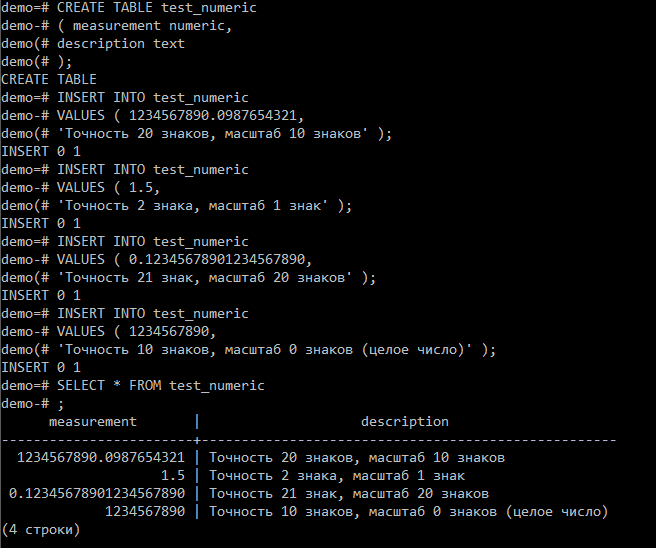 demo=# CREATE TABLE test_numeric
demo-# ( measurement numeric,
demo(# description text
demo(# );
CREATE TABLE
demo=# INSERT INTO test_numeric
demo-# VALUES ( 1234567890.0987654321,
demo(# 'Точность 20 знаков, масштаб 10 знаков' );
INSERT 0 1
demo=# INSERT INTO test_numeric
demo-# VALUES ( 1.5,
demo(# 'Точность 2 знака, масштаб 1 знак' );
INSERT 0 1
demo=# INSERT INTO test_numeric
demo-# VALUES ( 0.12345678901234567890,
demo(# 'Точность 21 знак, масштаб 20 знаков' );
INSERT 0 1
demo=# INSERT INTO test_numeric
demo-# VALUES ( 1234567890,
demo(# 'Точность 10 знаков, масштаб 0 знаков (целое число)' );
INSERT 0 1
demo=# SELECT * FROM test_numeric
demo-# ;
      measurement       |                    description
------------------------+----------------------------------------------------
  1234567890.0987654321 | Точность 20 знаков, масштаб 10 знаков
                    1.5 | Точность 2 знака, масштаб 1 знак
 0.12345678901234567890 | Точность 21 знак, масштаб 20 знаков
             1234567890 | Точность 10 знаков, масштаб 0 знаков (целое число)
(4 строки)